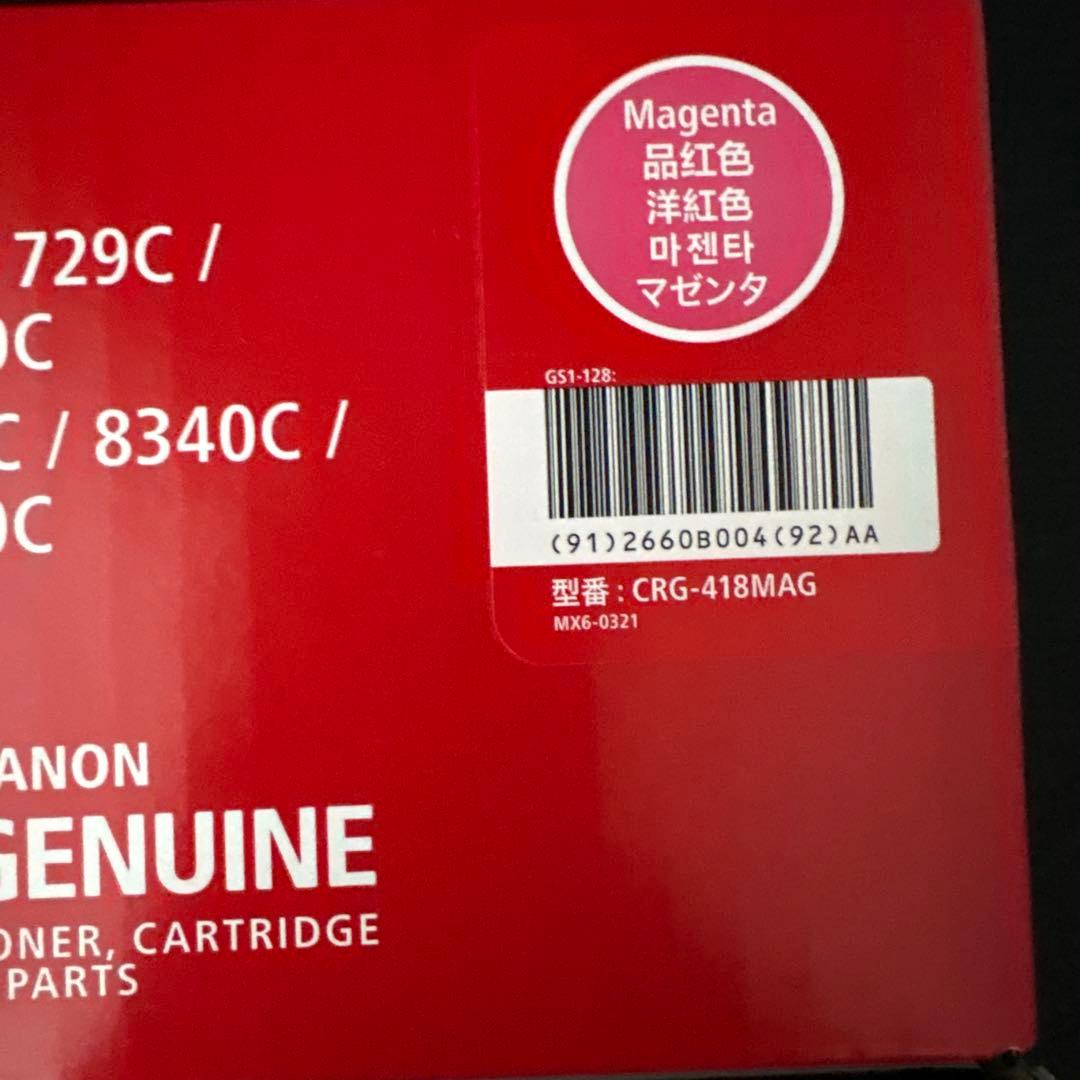 Magenta
品红色
洋紅色
마젠타
マゼンタ
729C /
0C
C / 8340C /
0C
GS1-128:
(91)2660B004(92)AA
型番 : CRG-418MAG
MX6-0321
ANON
GENUINE
ONER, CARTRIDGE
PARTS